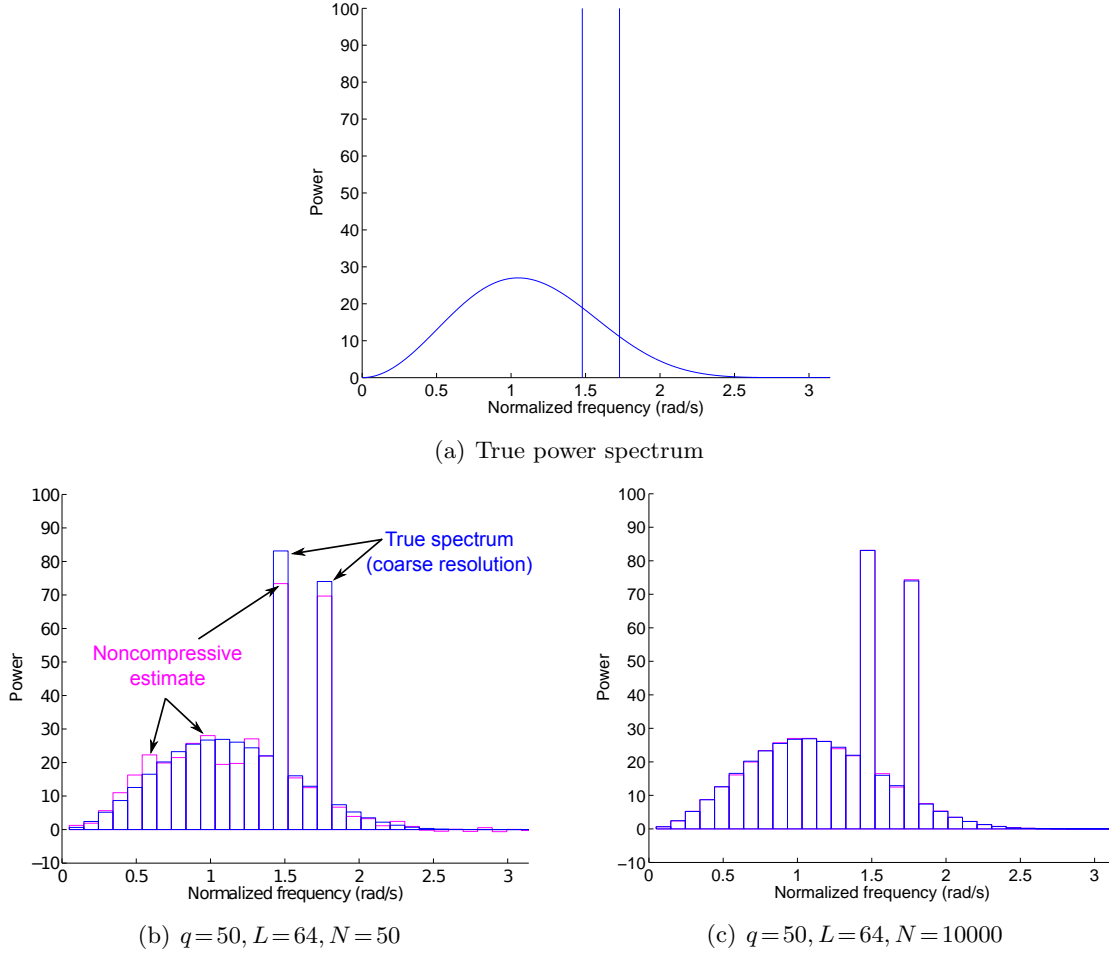 100
90
80
70
60
50
40
30
20
10
0
Power
0 0.5 1 1.5 2 2.5 3
Normalized frequency (rad/s)
(a) True power spectrum
100
90
80
70
60
50
40
30
20
10
0
−10
Power
True spectrum
(coarse resolution)
Noncompressive
estimate
0 0.5 1 1.5 2 2.5 3
Normalized frequency (rad/s)
(b) q=50, L=64, N=50
100
90
80
70
60
50
40
30
20
10
0
−10
Power
0 0.5 1 1.5 2 2.5 3
Normalized frequency (rad/s)
(c) q=50, L=64, N=10000